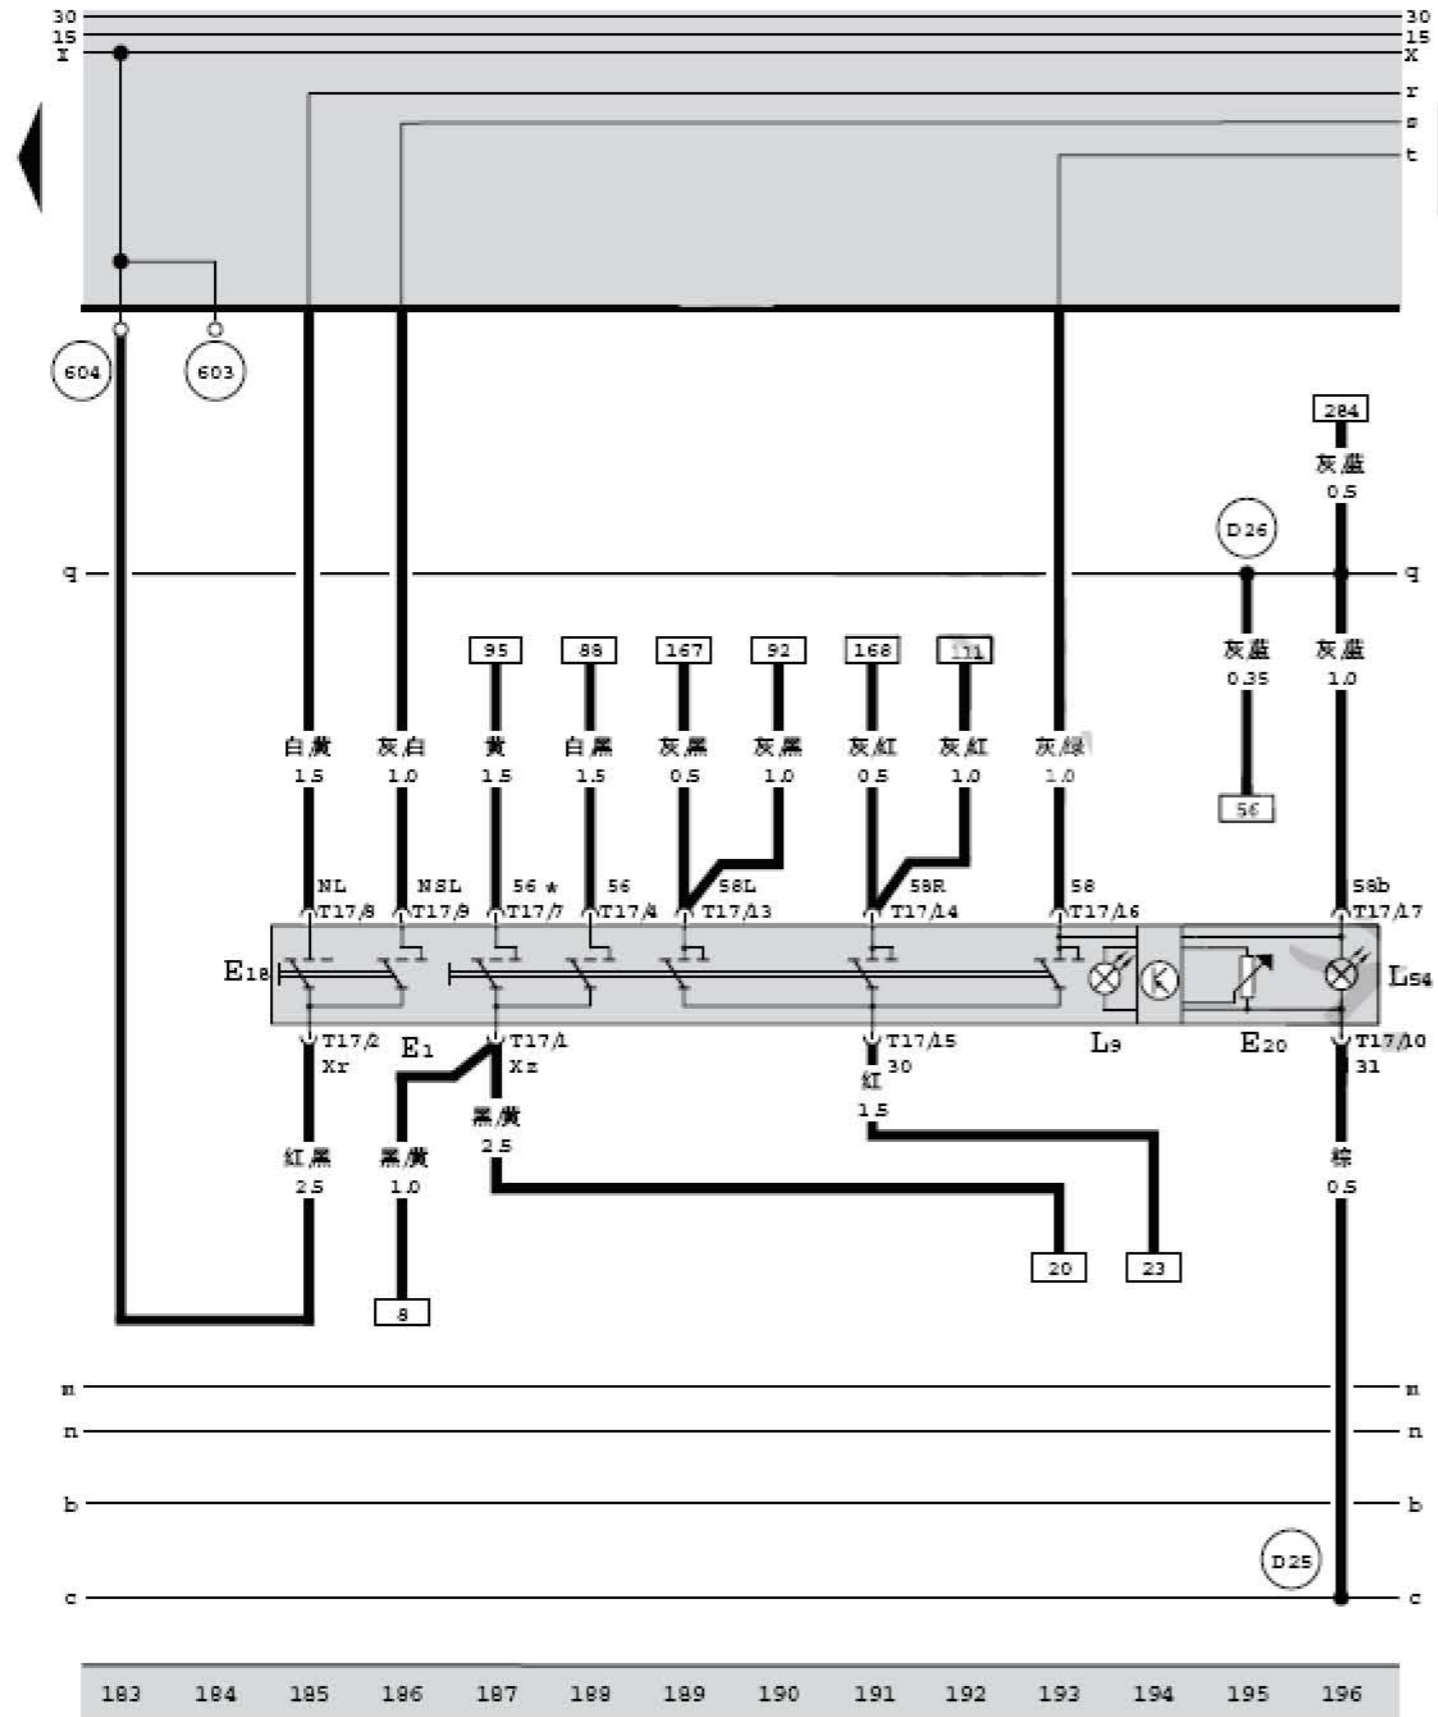 30 30
15 15
r X
r
s
t
604 603
284
灰/蓝
0.5
D26
q q
95 88 167 92 168 111
灰/蓝 灰/蓝
0.35 1.0
白/黄 灰/白 黄 白/黑 灰/黑 灰/黑 灰/红 灰/红 灰/绿
1.5 1.0 1.5 1.5 0.5 1.0 0.5 1.0 1.0
56
NL NSL 56 * 56 58L 58R 58 58b
T17/8 T17/9 T17/7 T17/4 T17/13 T17/14 T17/16 T17/17
E18 L54
T17/2 E1 T17/1 T17/15 L9 E20 T17/10
Xr Xz 30 31
红
1.5
黑/黄
2.5
红/黑 黑/黄 棕
2.5 1.0 0.5
20 23
8
m m
n n
b b
D25
c c
183 184 185 186 187 188 189 190 191 192 193 194 195 196